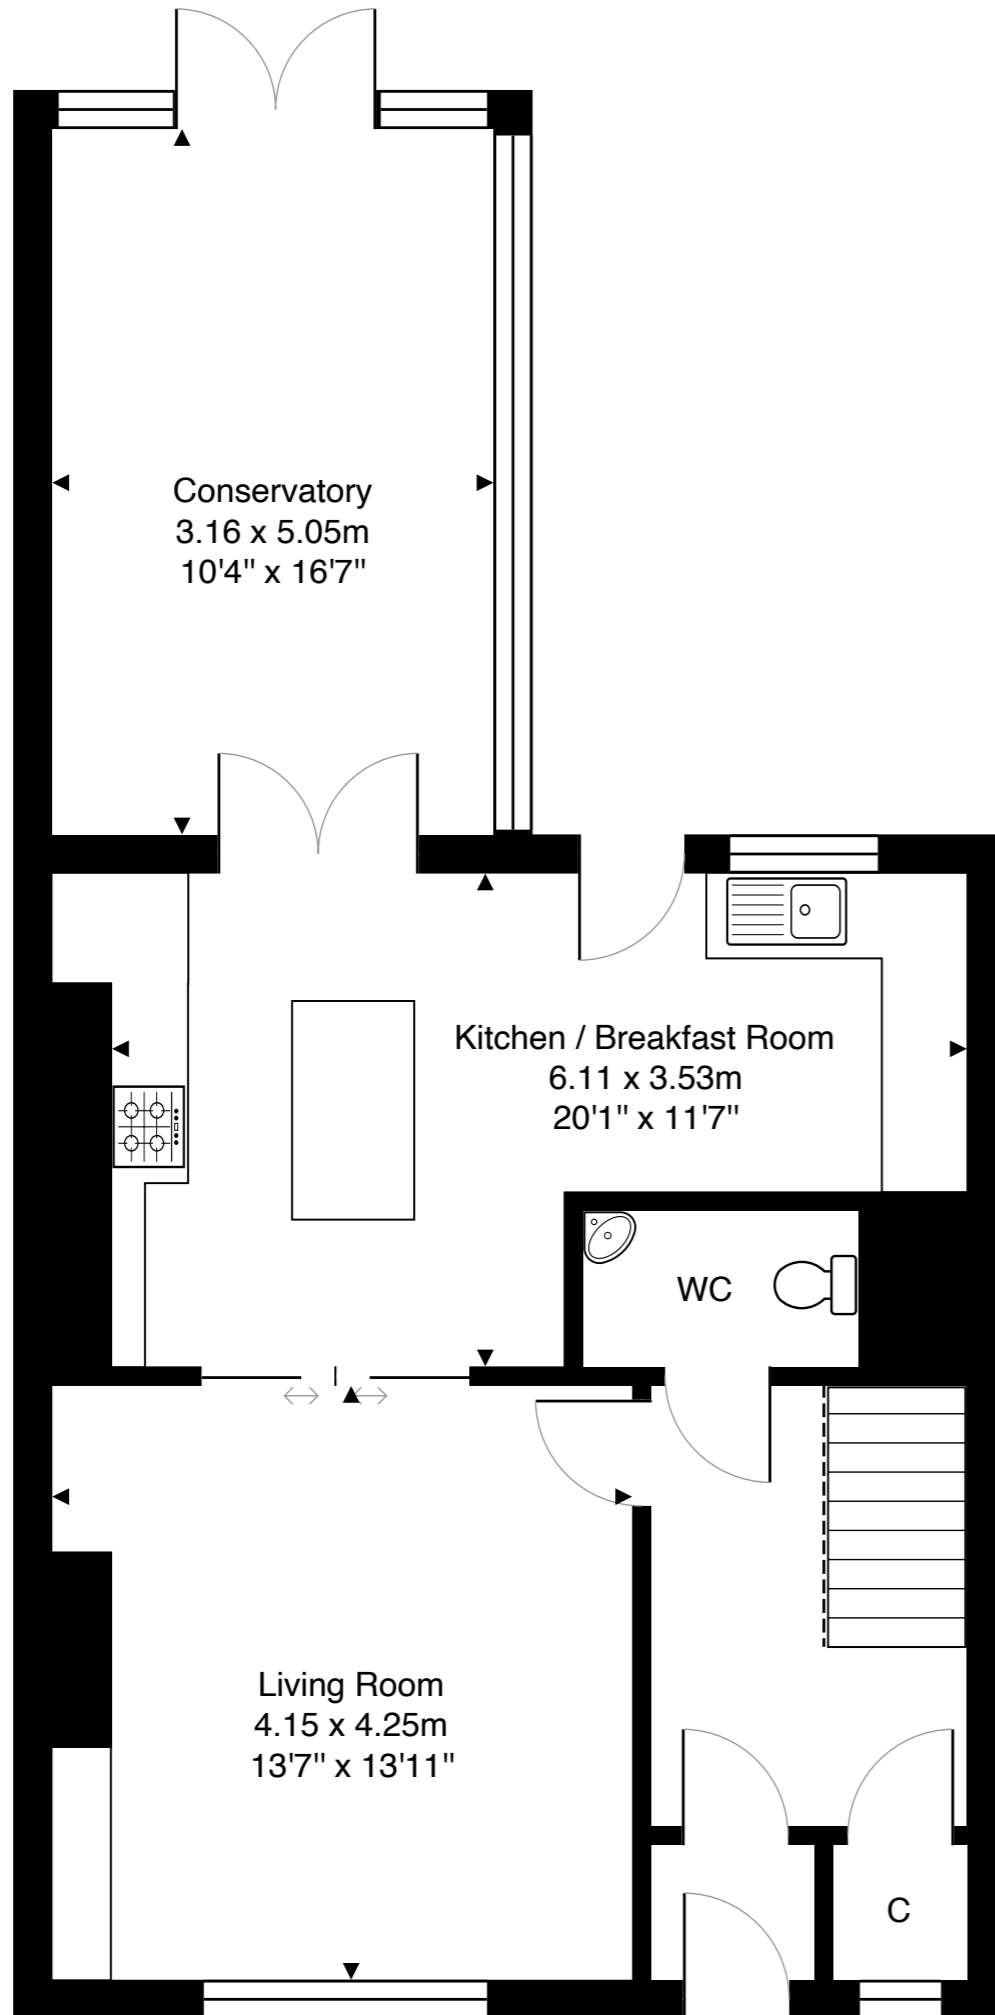 Conservatory
3.16 x 5.05m
10'4" x 16'7"
Kitchen / Breakfast Room
6.11 x 3.53m
20'1" x 11'7"
WC
Living Room
4.15 x 4.25m
13'7" x 13'11"
C